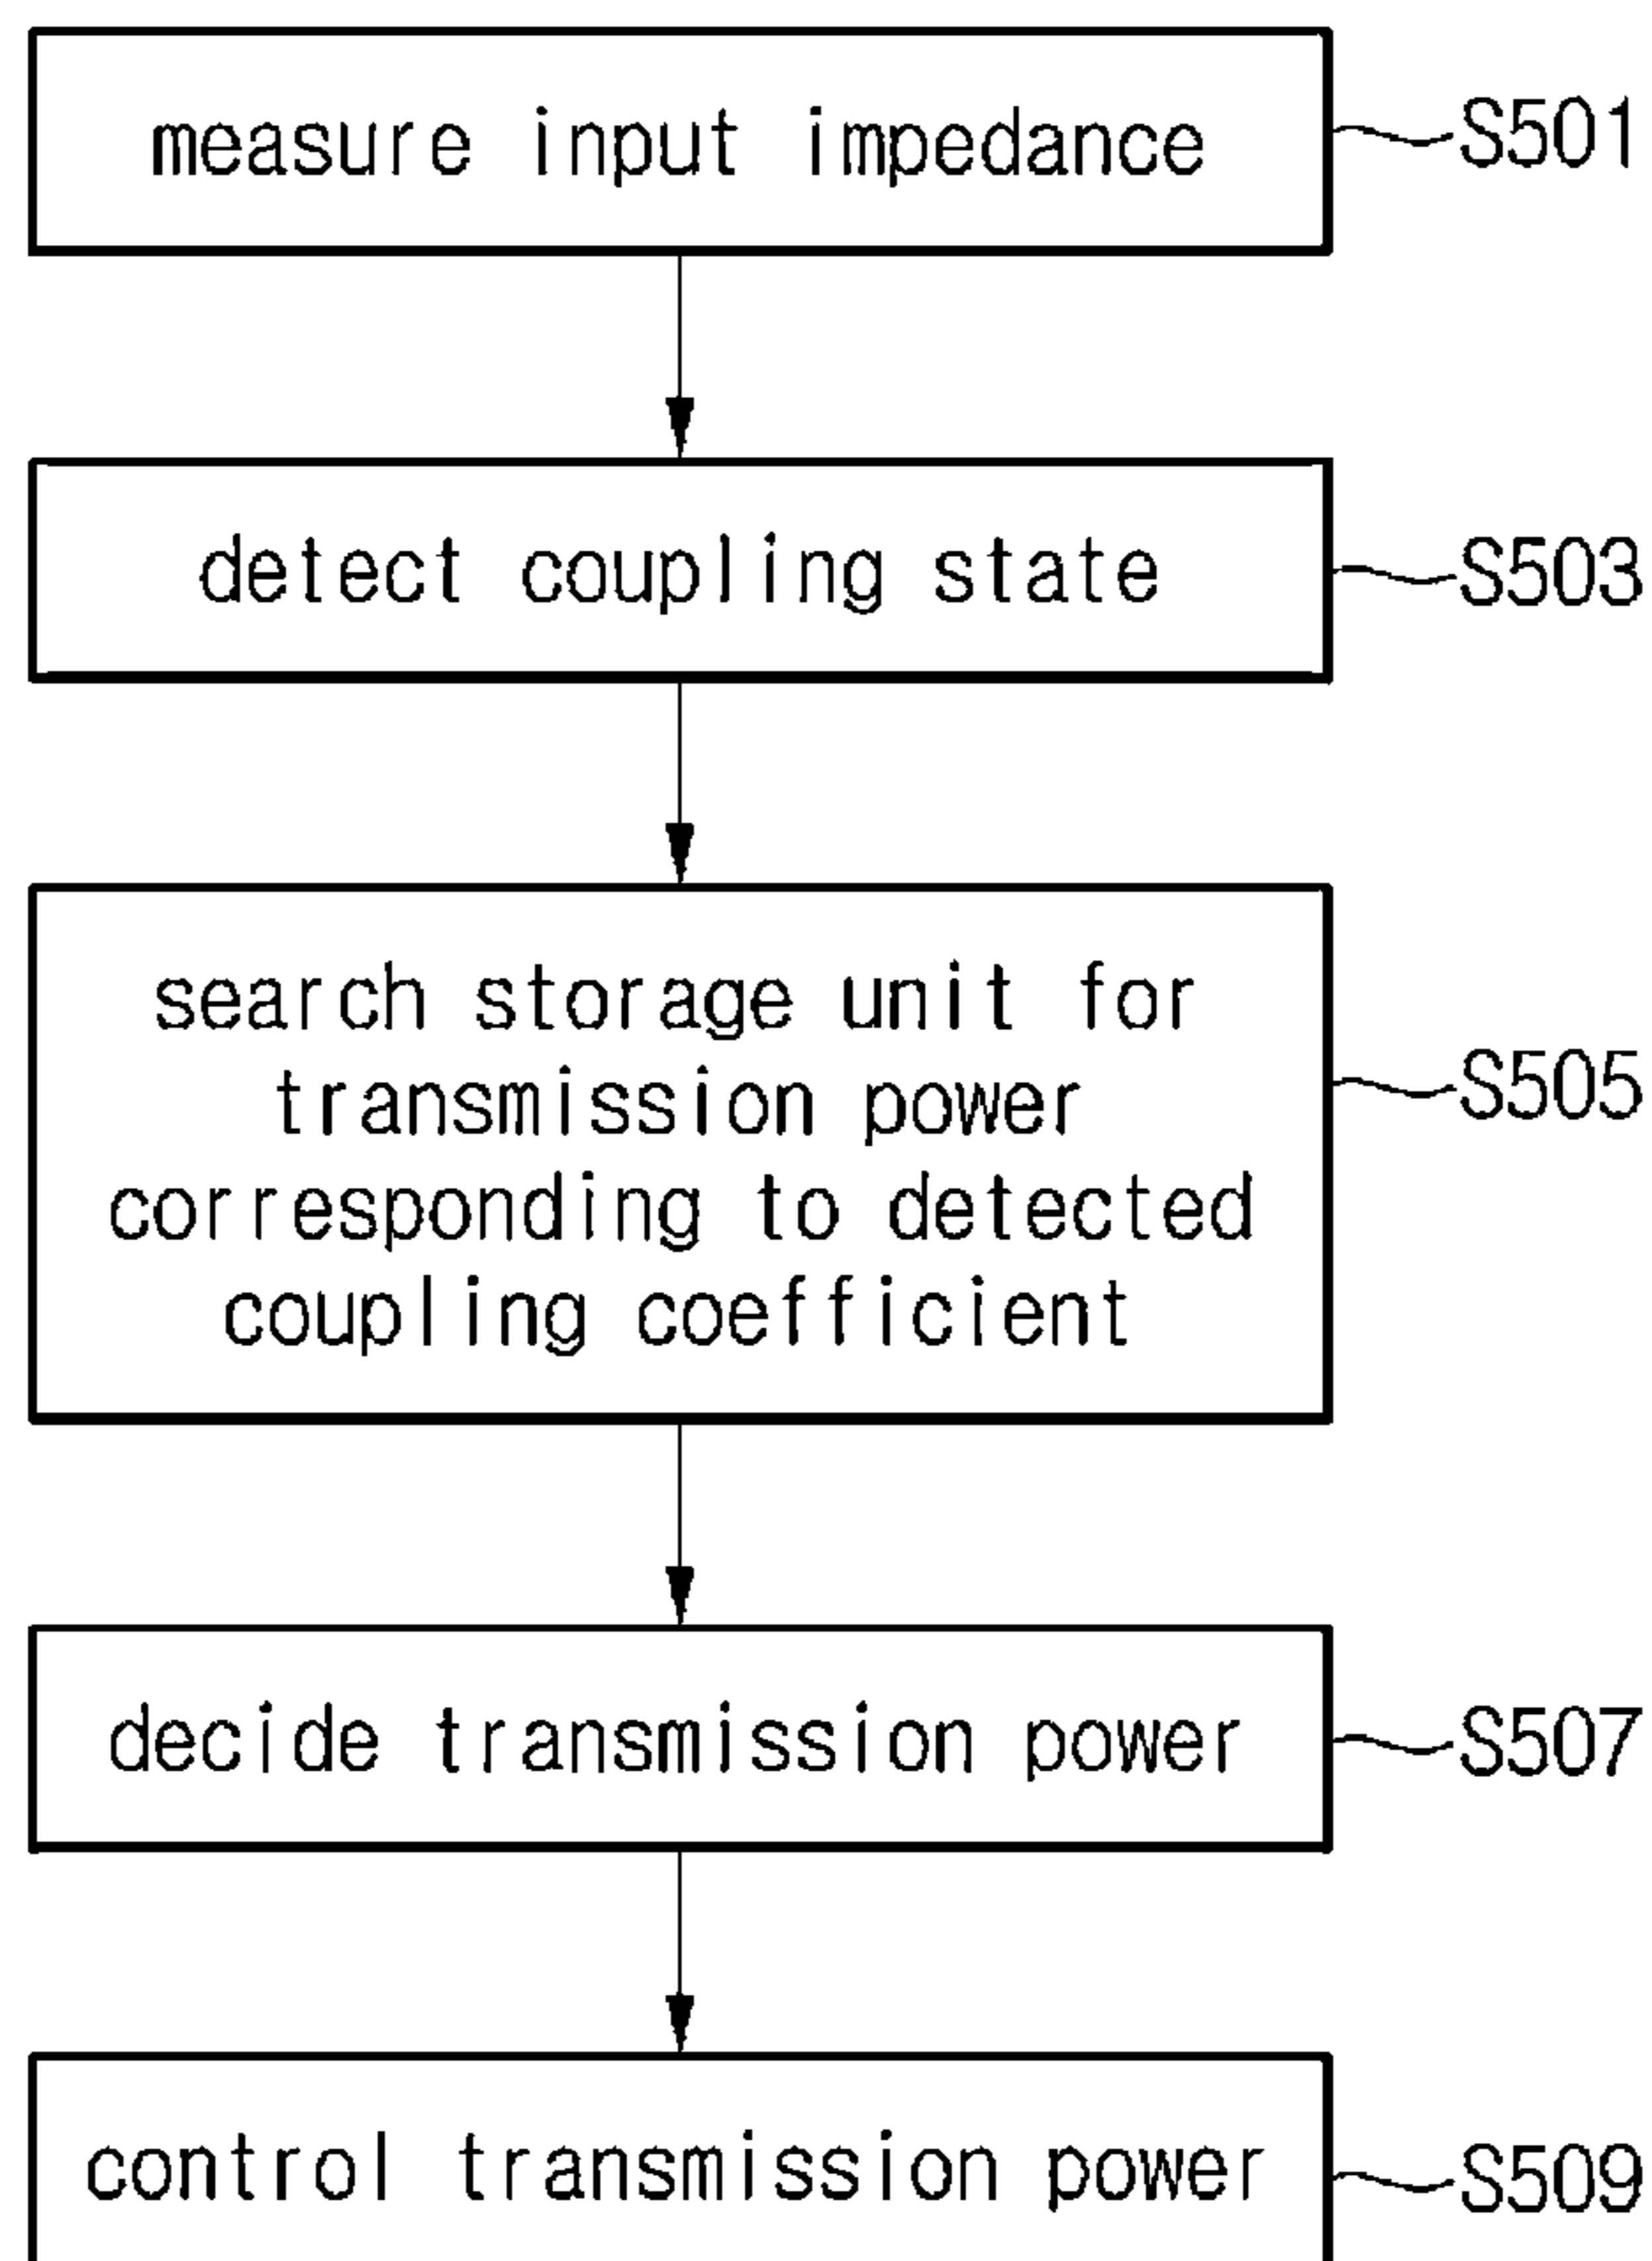 measure input impedance
S501
detect coupling state
S503
search storage unit for
transmission power
corresponding to detected
coupling coefficient
S505
decide transmission power
S507
control transmission power
S509